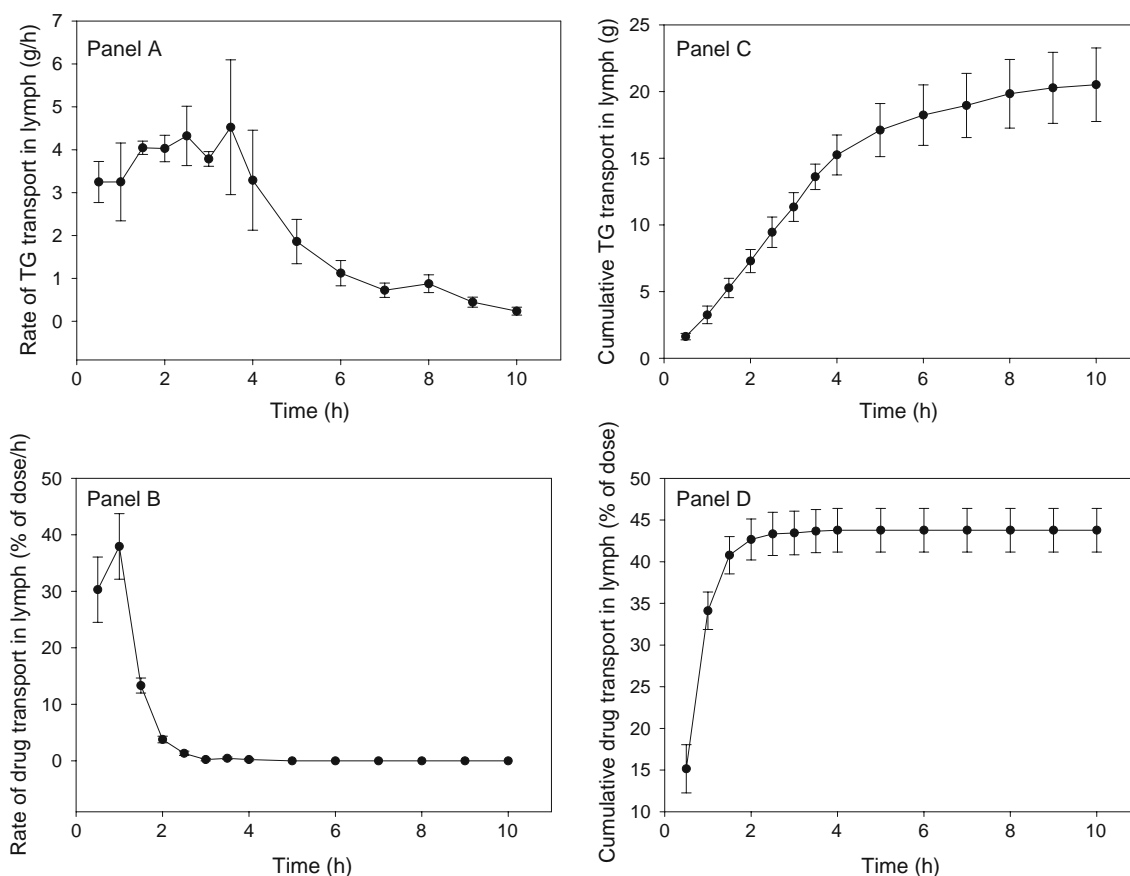 Panel A
Rate of TG transport in lymph (g/h)
7
6
5
4
3
2
1
0
0 2 4 6 8 10
Time (h)
Panel C
Cumulative TG transport in lymph (g)
25
20
15
10
5
0
0 2 4 6 8 10
Time (h)
Panel B
Rate of drug transport in lymph (% of dose/h)
50
40
30
20
10
0
0 2 4 6 8 10
Time (h)
Panel D
Cumulative drug transport in lymph (% of dose)
50
45
40
35
30
25
20
15
10
0 2 4 6 8 10
Time (h)